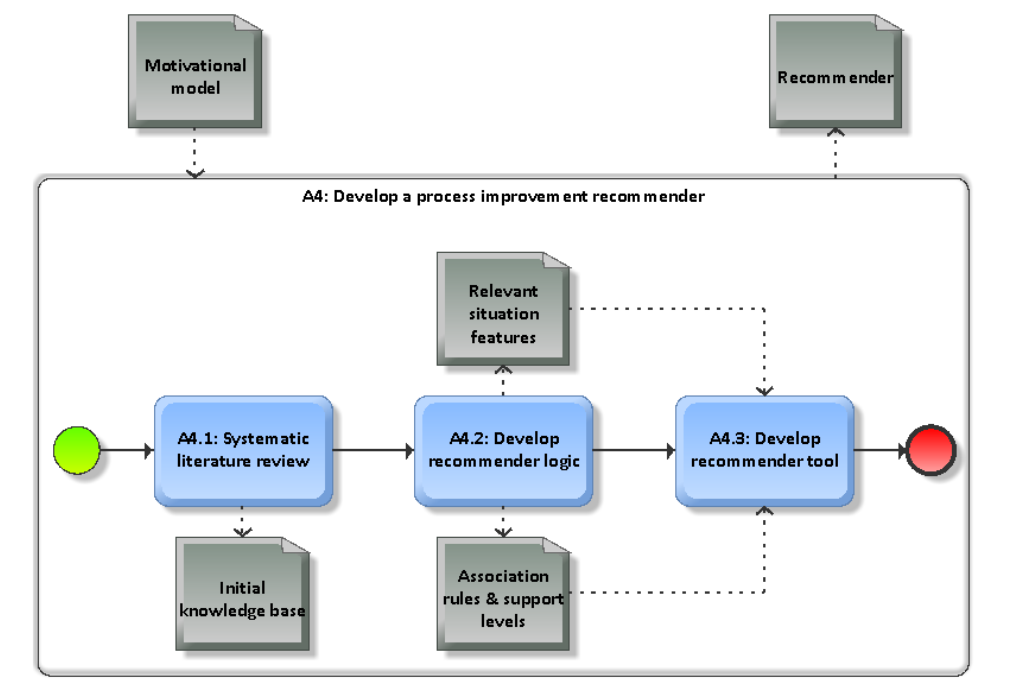 Motivational
model
Recommender
A4: Develop a process improvement recommender
Relevant
situation
features
A4.1: Systematic
literature review
A4.2: Develop
recommender logic
A4.3: Develop
recommender tool
Initial
knowledge base
Association
rules & support
levels